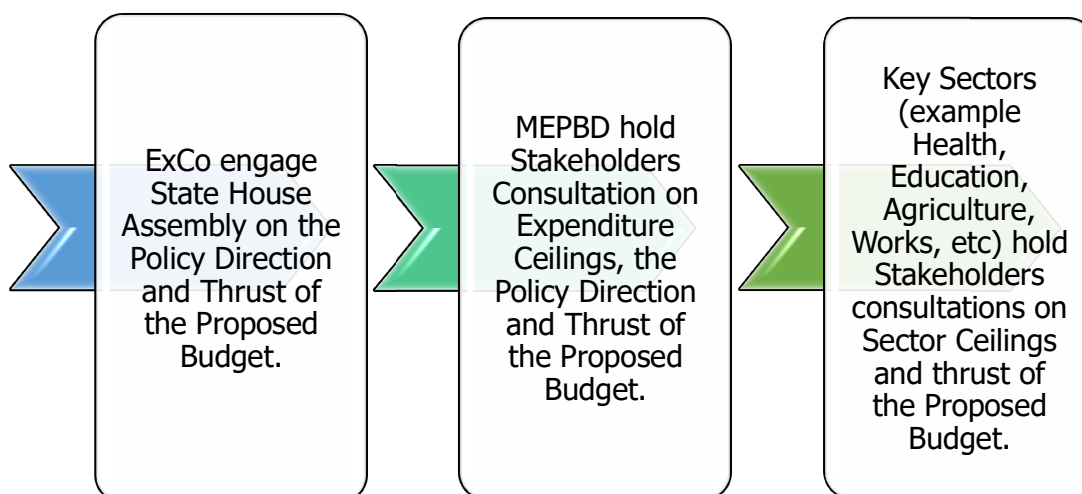 ExCo engage
State House
Assembly on the
Policy Direction
and Thrust of
the Proposed
Budget.
MEPBD hold
Stakeholders
Consultation on
Expenditure
Ceilings, the
Policy Direction
and Thrust of
the Proposed
Budget.
Key Sectors
(example
Health,
Education,
Agriculture,
Works, etc) hold
Stakeholders
consultations on
Sector Ceilings
and thrust of
the Proposed
Budget.